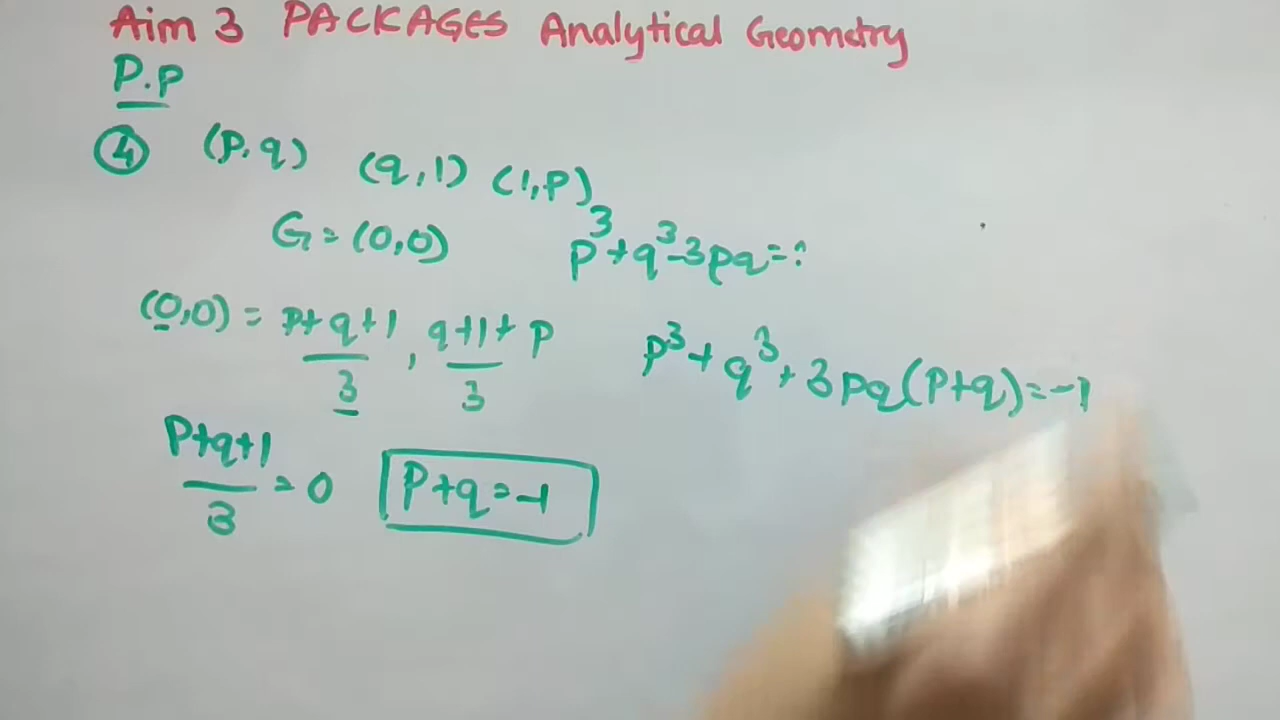 Aim 3 PACKAGES Analytical Geometry
P.P
④ (P,q) (q,1) (1,P)
G = (0,0) p³+q³-3pq=?
(0,0) = P+q+1/3 , q+1+P/3
p³+q³+3pq(P+q)=-1
P+q+1/3 = 0 P+q=-1